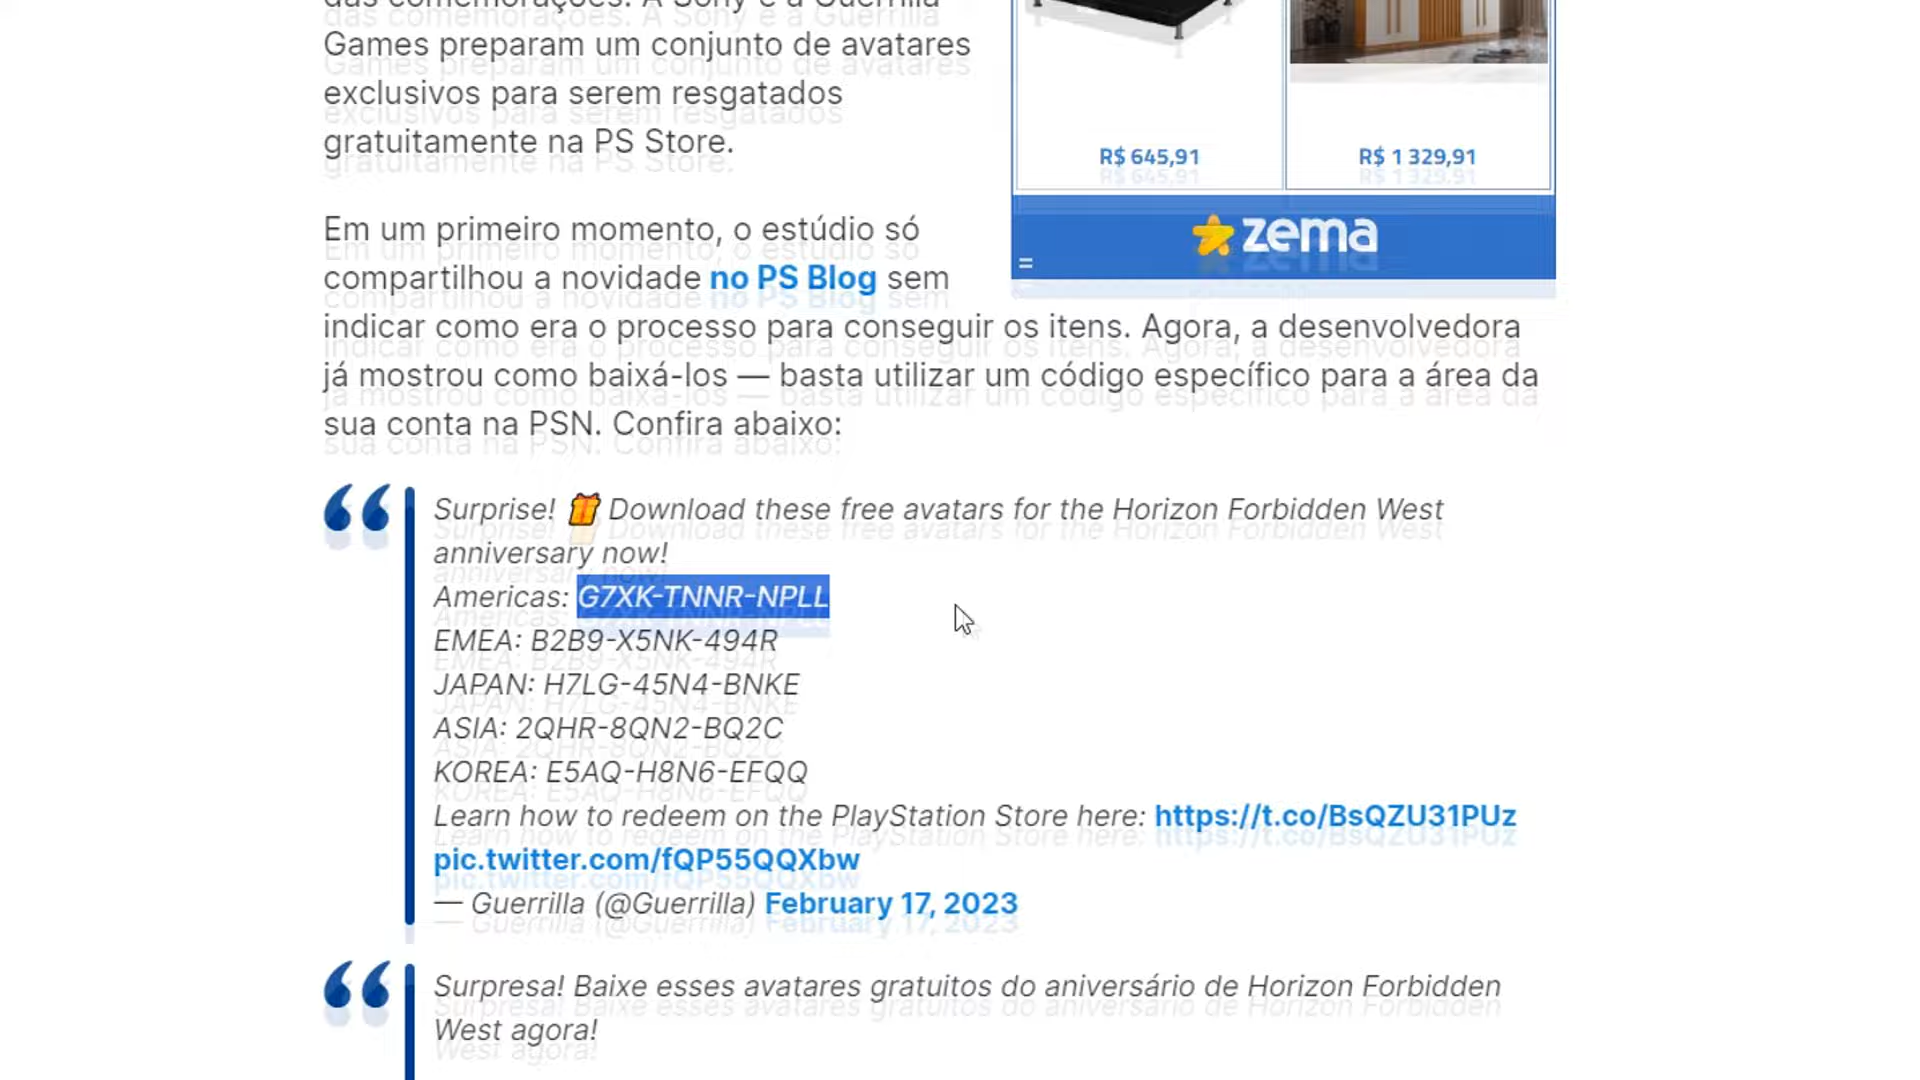 das comemorações. A Sony e a Guerrilla
Games preparam um conjunto de avatares
exclusivos para serem resgatados
gratuitamente na PS Store.
R$ 645,91
R$ 1 329,91
zema
Em um primeiro momento, o estúdio só
compartilhou a novidade no PS Blog sem
indicar como era o processo para conseguir os itens. Agora, a desenvolvedora
já mostrou como baixá-los — basta utilizar um código específico para a área da
sua conta na PSN. Confira abaixo:
Surprise! 🎁 Download these free avatars for the Horizon Forbidden West
anniversary now!
Americas: G7XK-TNNR-NPLL
EMEA: B2B9-X5NK-494R
JAPAN: H7LG-45N4-BNKE
ASIA: 2QHR-8QN2-BQ2C
KOREA: E5AQ-H8N6-EFQQ
Learn how to redeem on the PlayStation Store here: https://t.co/BsQZU31PUz
pic.twitter.com/fQP55QQXbw
— Guerrilla (@Guerrilla) February 17, 2023
Surpresa! Baixe esses avatares gratuitos do aniversário de Horizon Forbidden
West agora!